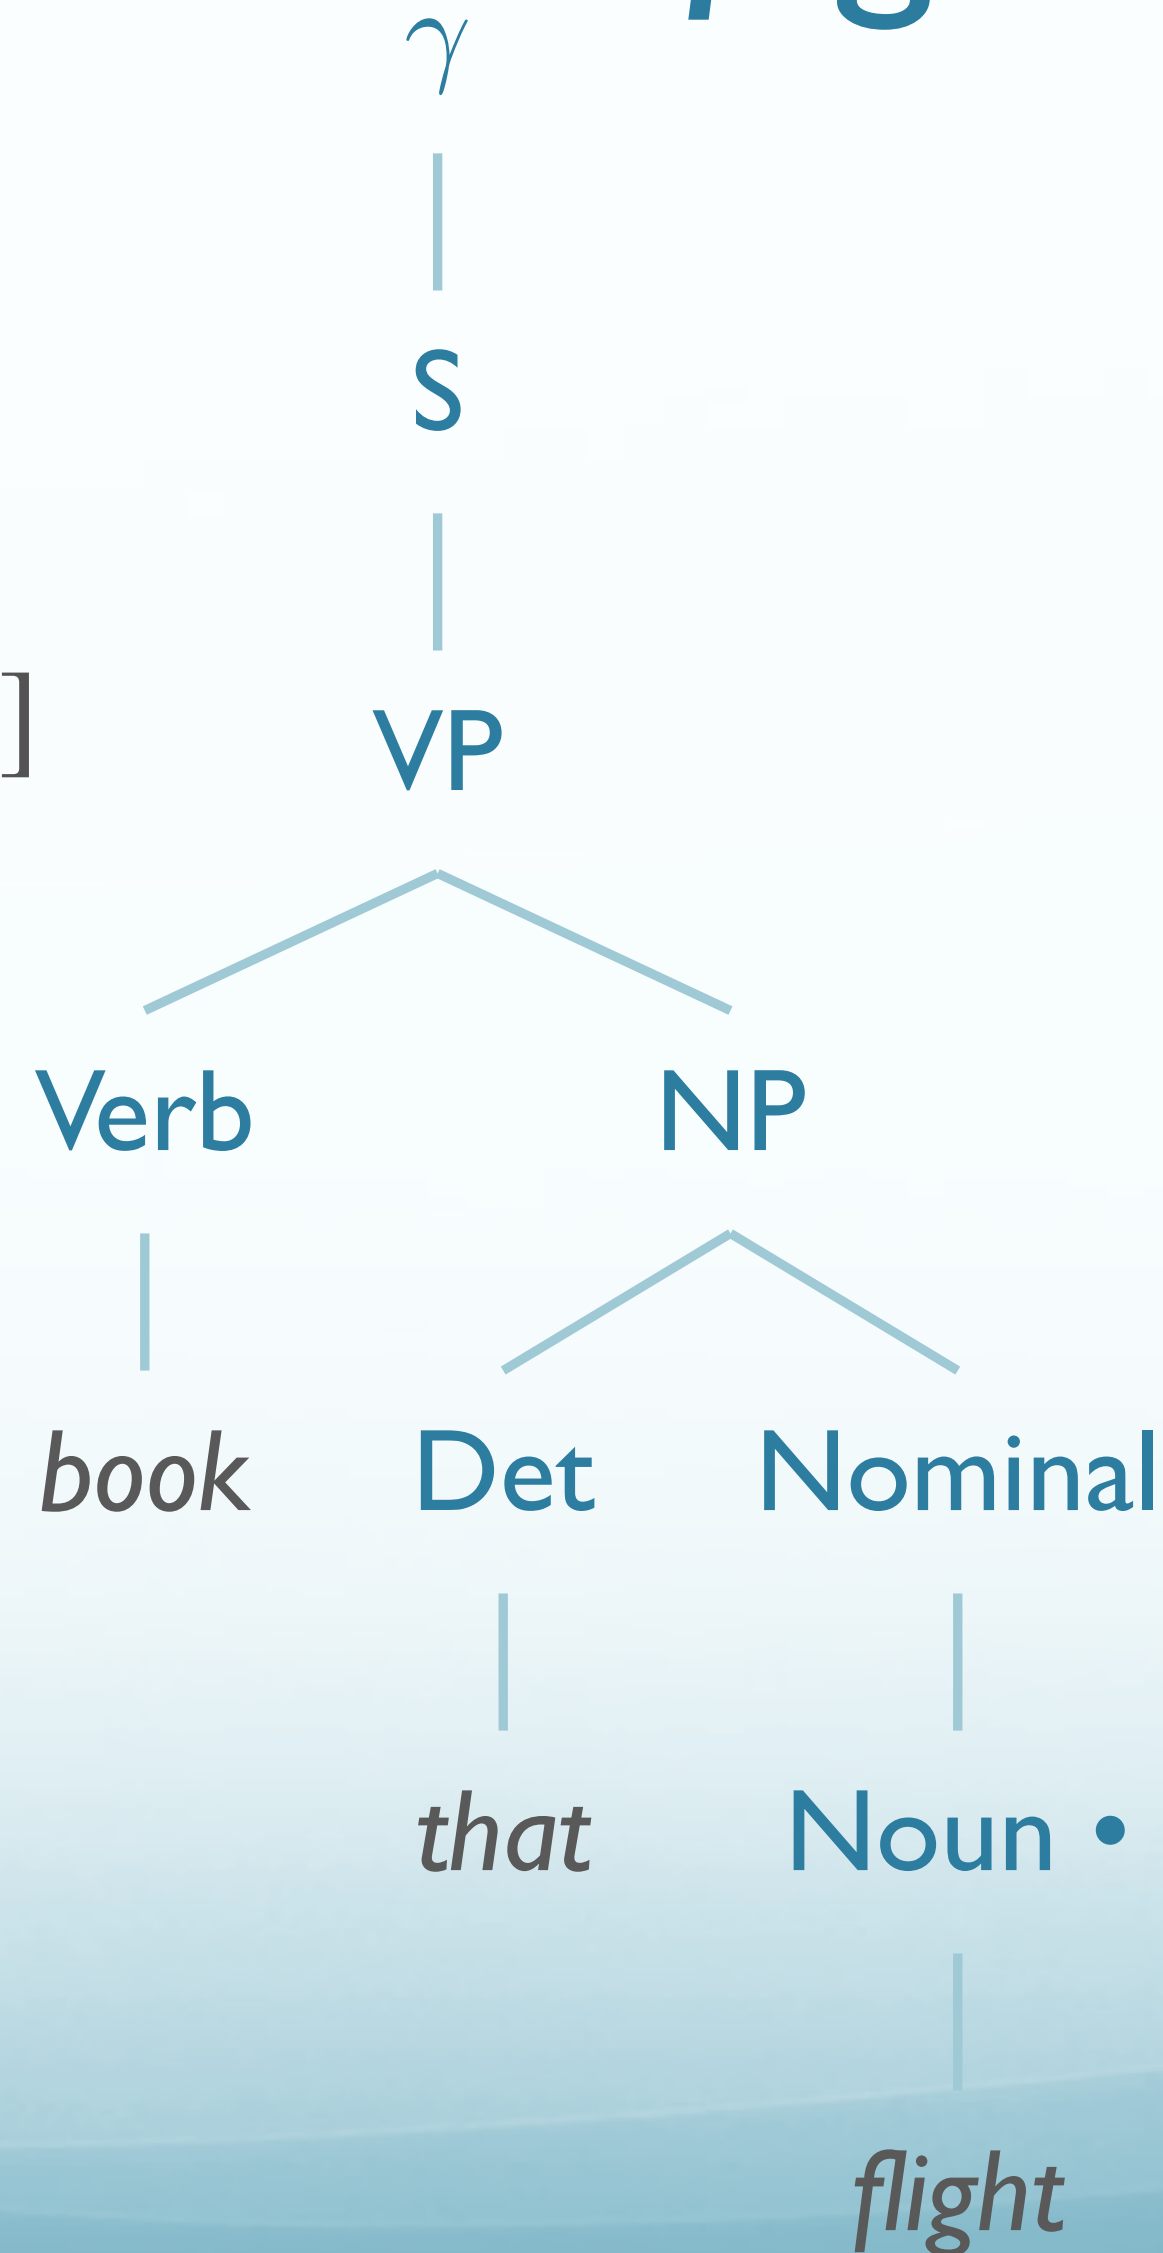 γ
S
]
VP
Verb NP
book Det Nominal
that Noun •
flight